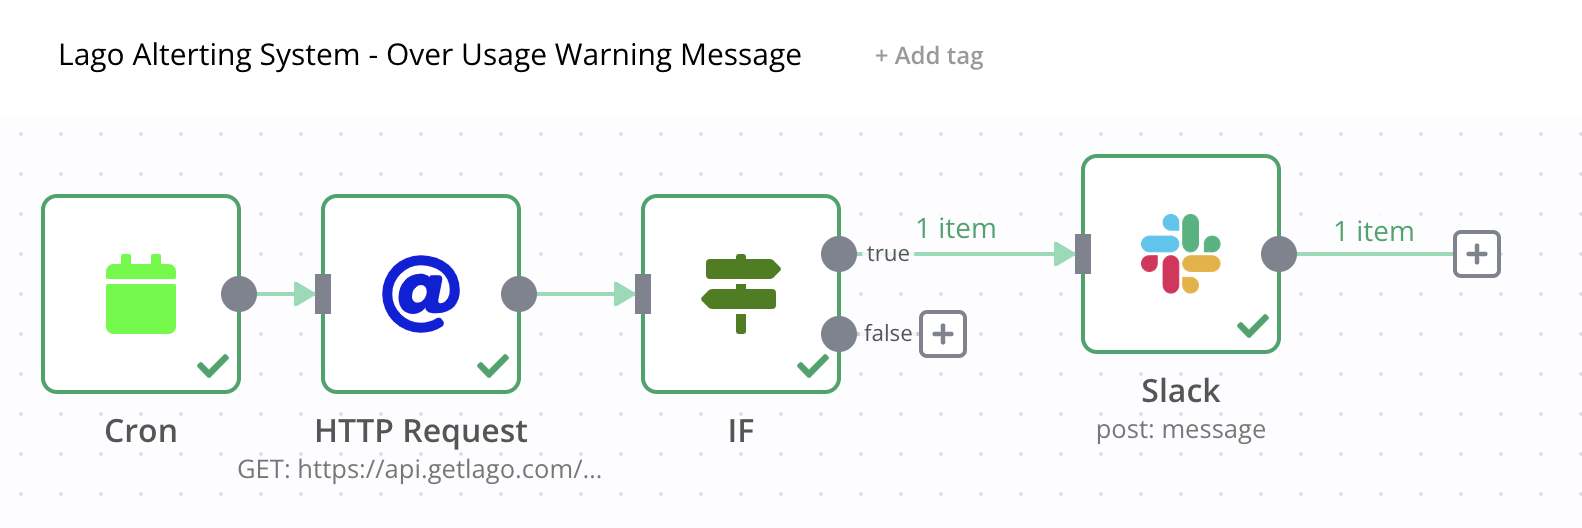 Lago Alterting System - Over Usage Warning Message
+ Add tag
1 item
true
1 item
false
Cron
HTTP Request
GET: https://api.getlago.com/...
IF
Slack
post: message